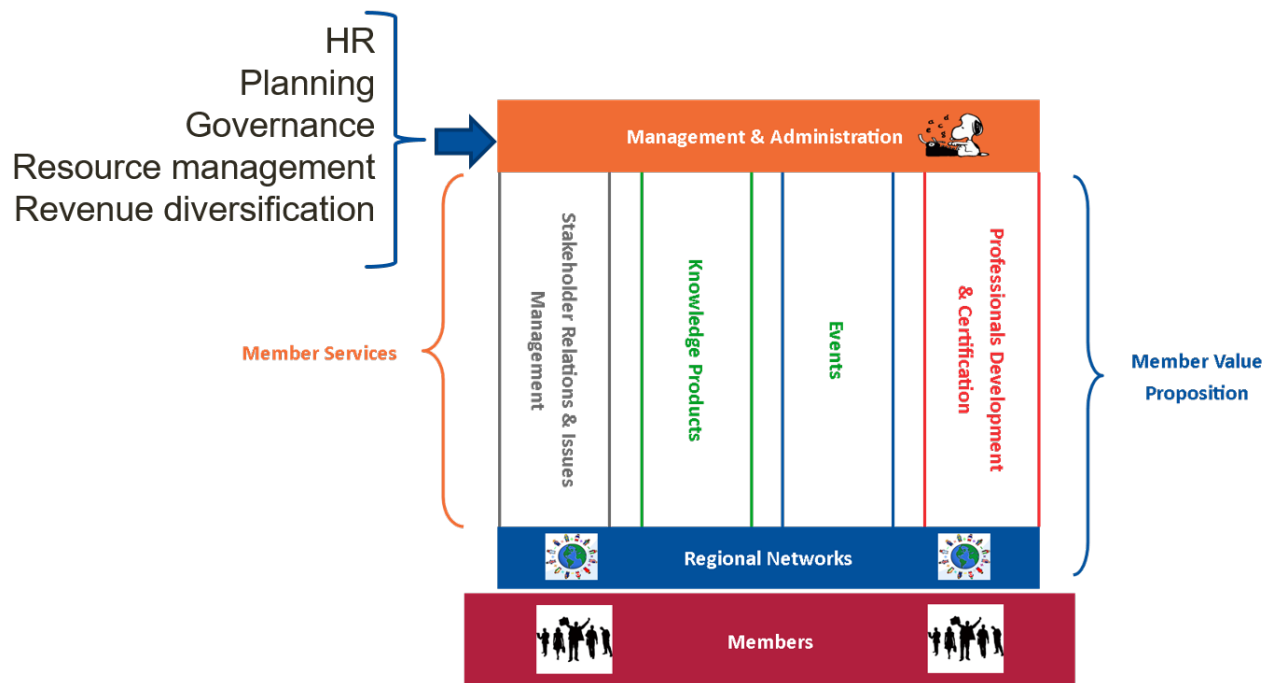 HR
Planning
Governance
Resource management
Revenue diversification
Management & Administration
Member Services
Stakeholder Relations & Issues
Management
Knowledge Products
Events
Professionals Development
& Certification
Member Value
Proposition
Regional Networks
Members